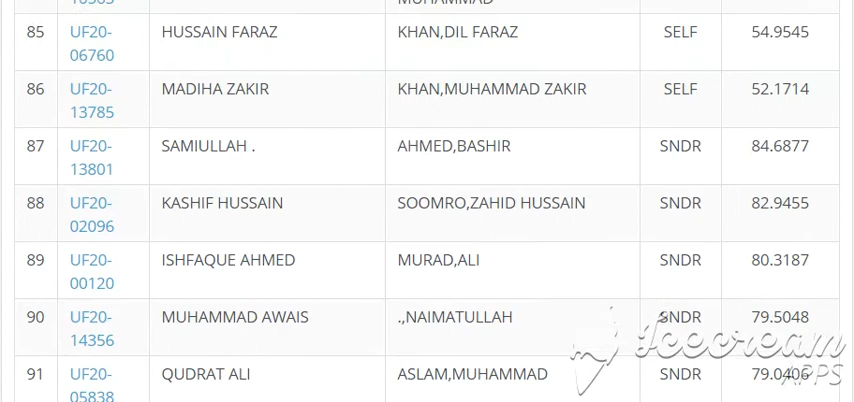 MUHAMMAD
85 UF20- HUSSAIN FARAZ KHAN,DIL FARAZ SELF 54.9545
06760
86 UF20- MADIHA ZAKIR KHAN,MUHAMMAD ZAKIR SELF 52.1714
13785
87 UF20- SAMIULLAH . AHMED,BASHIR SNDR 84.6877
13801
88 UF20- KASHIF HUSSAIN SOOMRO,ZAHID HUSSAIN SNDR 82.9455
02096
89 UF20- ISHFAQUE AHMED MURAD,ALI SNDR 80.3187
00120
90 UF20- MUHAMMAD AWAIS .,NAIMATULLAH SNDR 79.5048
14356
91 UF20- QUDRAT ALI ASLAM,MUHAMMAD SNDR 79.0406
05838
Icecream
APPS